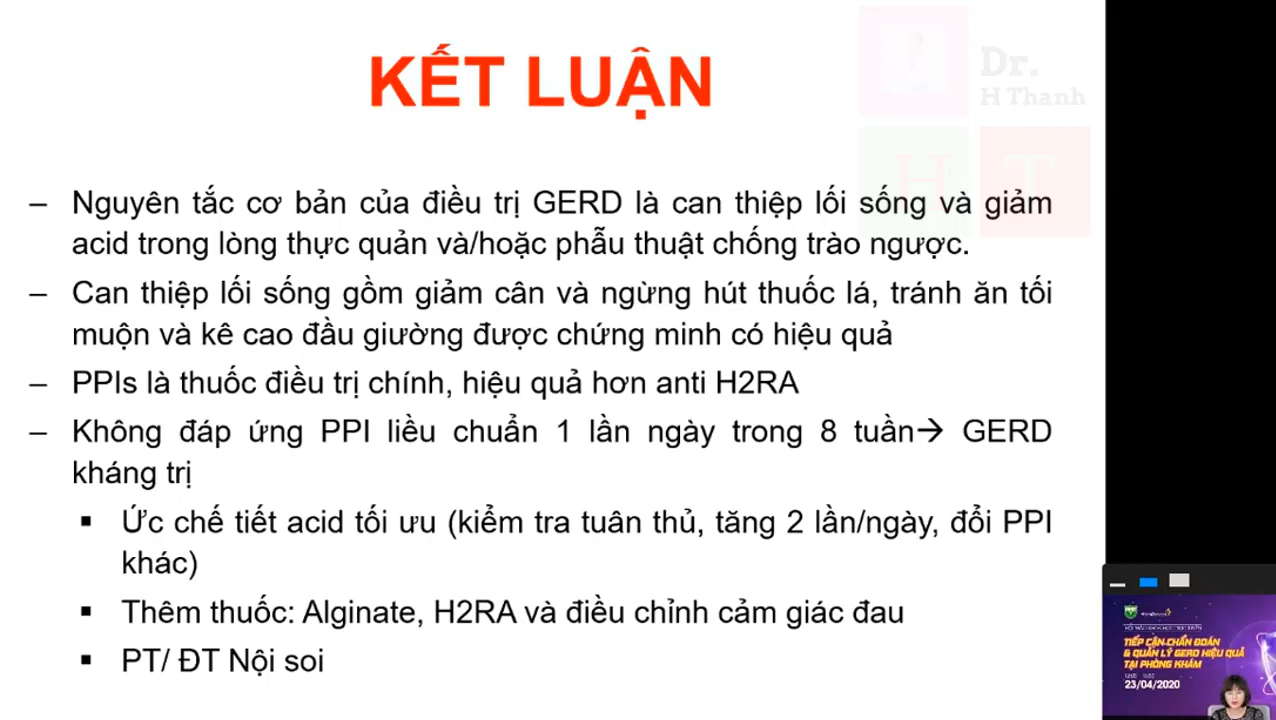 Dr.
H Thanh
H T
KẾT LUẬN
– Nguyên tắc cơ bản của điều trị GERD là can thiệp lối sống và giảm
acid trong lòng thực quản và/hoặc phẫu thuật chống trào ngược.
– Can thiệp lối sống gồm giảm cân và ngừng hút thuốc lá, tránh ăn tối
muộn và kê cao đầu giường được chứng minh có hiệu quả
– PPIs là thuốc điều trị chính, hiệu quả hơn anti H2RA
– Không đáp ứng PPI liều chuẩn 1 lần ngày trong 8 tuần→ GERD
kháng trị
▪ Ức chế tiết acid tối ưu (kiểm tra tuân thủ, tăng 2 lần/ngày, đổi PPI
khác)
▪ Thêm thuốc: Alginate, H2RA và điều chỉnh cảm giác đau
▪ PT/ ĐT Nội soi
TIẾP CẬN-CHẨN ĐOÁN
& QUẢN LÝ GERD HIỆU QUẢ
TẠI PHÒNG KHÁM
23/04/2020